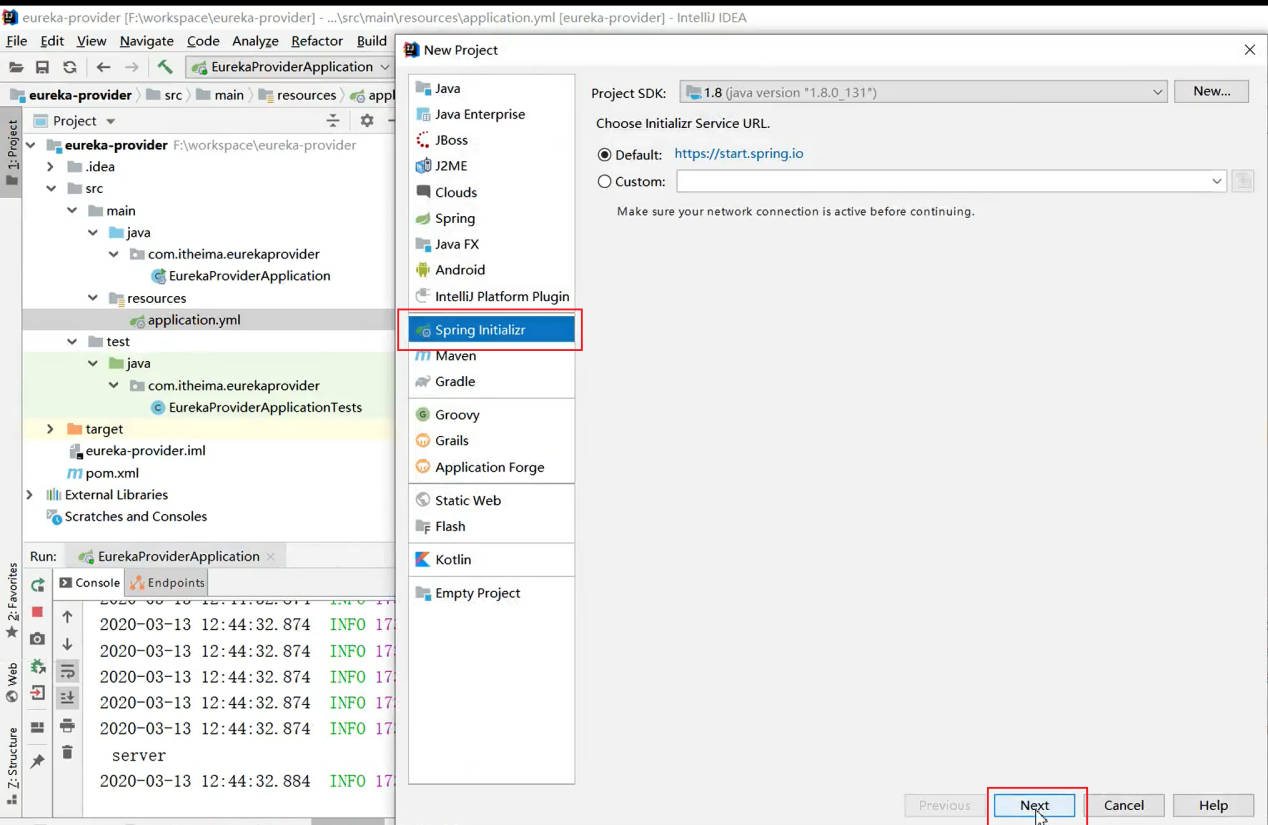 eureka-provider [F:\workspace\eureka-provider] - ...\src\main\resources\application.yml [eureka-provider] - IntelliJ IDEA
File Edit View Navigate Code Analyze Refactor Build
EurekaProviderApplication
eureka-provider src main resources
Project
1: Project
eureka-provider F:\workspace\eureka-provider
.idea
src
main
java
com.itheima.eurekaprovider
EurekaProviderApplication
resources
application.yml
test
java
com.itheima.eurekaprovider
EurekaProviderApplicationTests
target
eureka-provider.iml
pom.xml
External Libraries
Scratches and Consoles
Run: EurekaProviderApplication
Console Endpoints
2: Favorites
Web
Z: Structure
2020-03-13 12:44:32.874 INFO
2020-03-13 12:44:32.874 INFO
2020-03-13 12:44:32.874 INFO
2020-03-13 12:44:32.874 INFO
2020-03-13 12:44:32.874 INFO
server
2020-03-13 12:44:32.884 INFO
New Project
Java
Java Enterprise
JBoss
J2ME
Clouds
Spring
Java FX
Android
IntelliJ Platform Plugin
Spring Initializr
Maven
Gradle
Groovy
Grails
Application Forge
Static Web
Flash
Kotlin
Empty Project
Project SDK: 1.8 (java version "1.8.0_131") New...
Choose Initializr Service URL.
Default: https://start.spring.io
Custom:
Make sure your network connection is active before continuing.
Previous Next Cancel Help